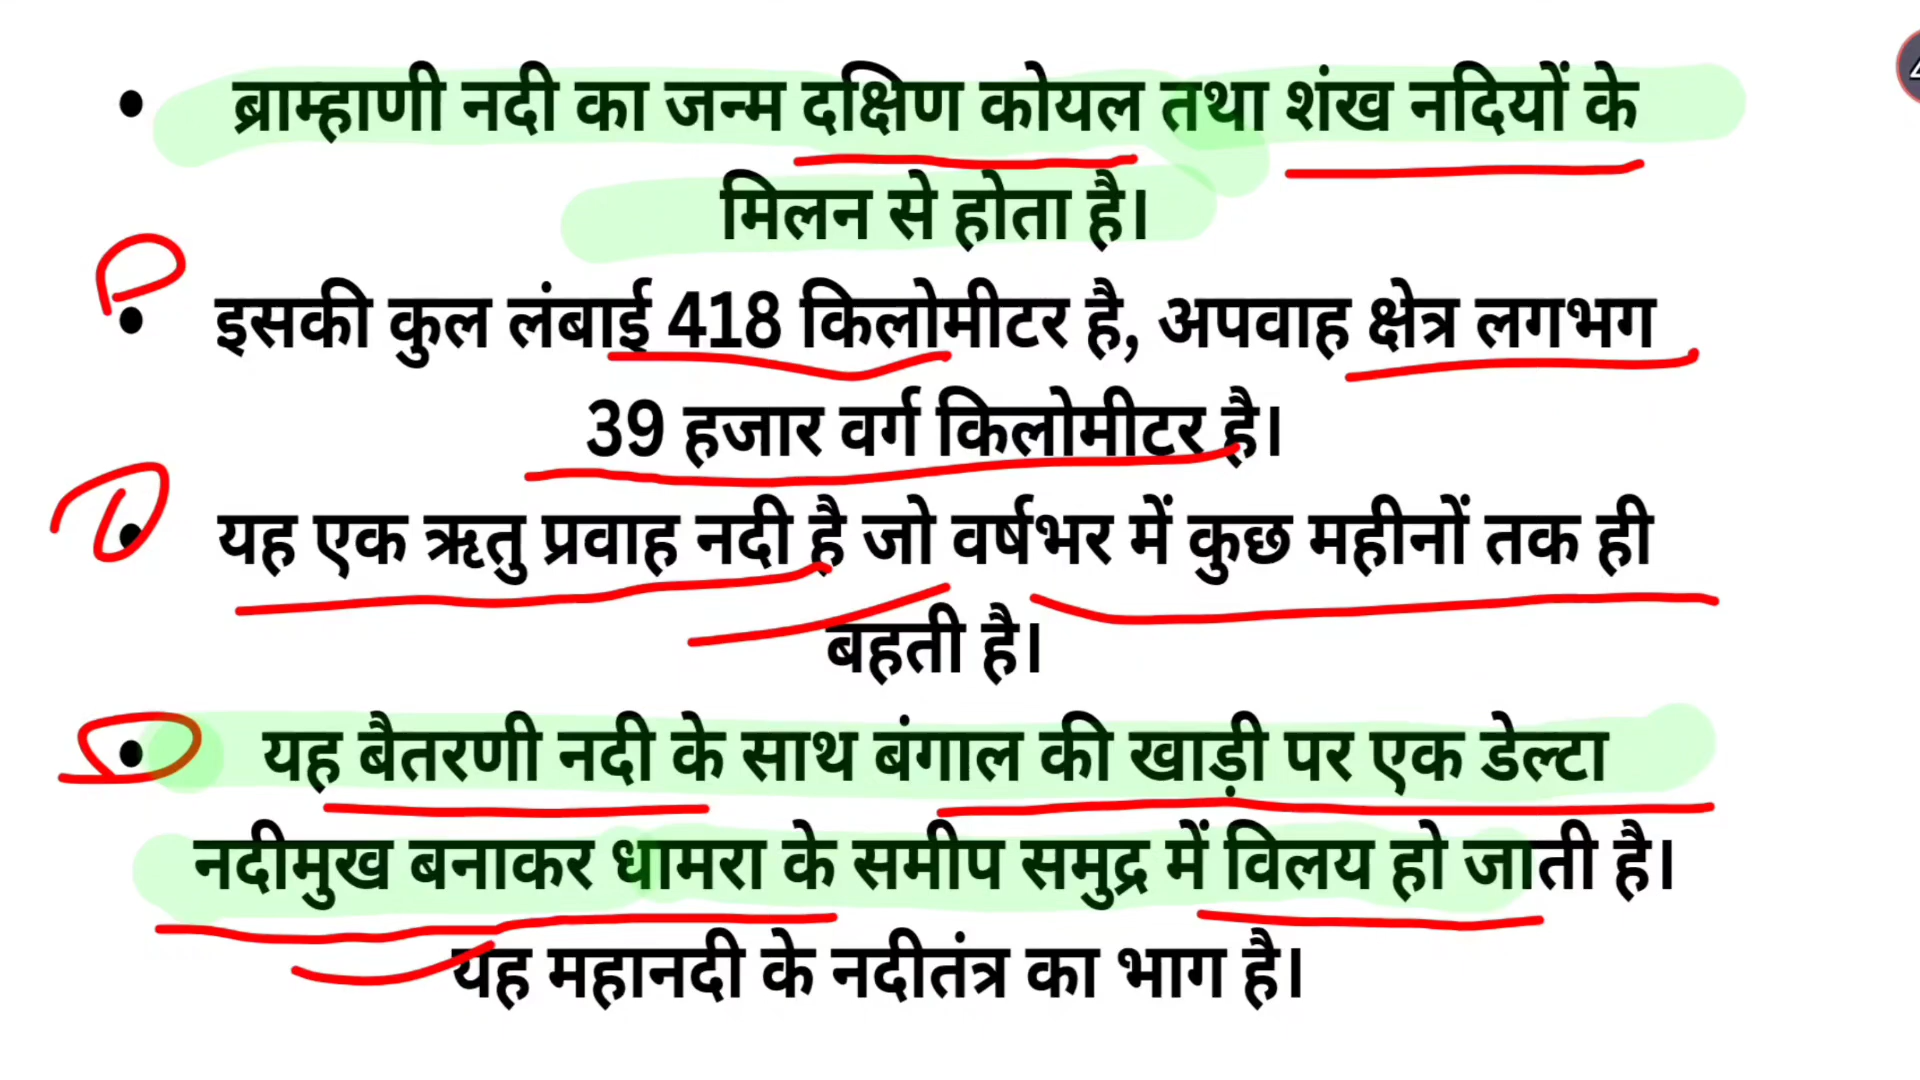 • ब्राम्हाणी नदी का जन्म दक्षिण कोयल तथा शंख नदियों के
मिलन से होता है।
• इसकी कुल लंबाई 418 किलोमीटर है, अपवाह क्षेत्र लगभग
39 हजार वर्ग किलोमीटर है।
• यह एक ऋतु प्रवाह नदी है जो वर्षभर में कुछ महीनों तक ही
बहती है।
• यह बैतरणी नदी के साथ बंगाल की खाड़ी पर एक डेल्टा
नदीमुख बनाकर धामरा के समीप समुद्र में विलय हो जाती है।
यह महानदी के नदीतंत्र का भाग है।